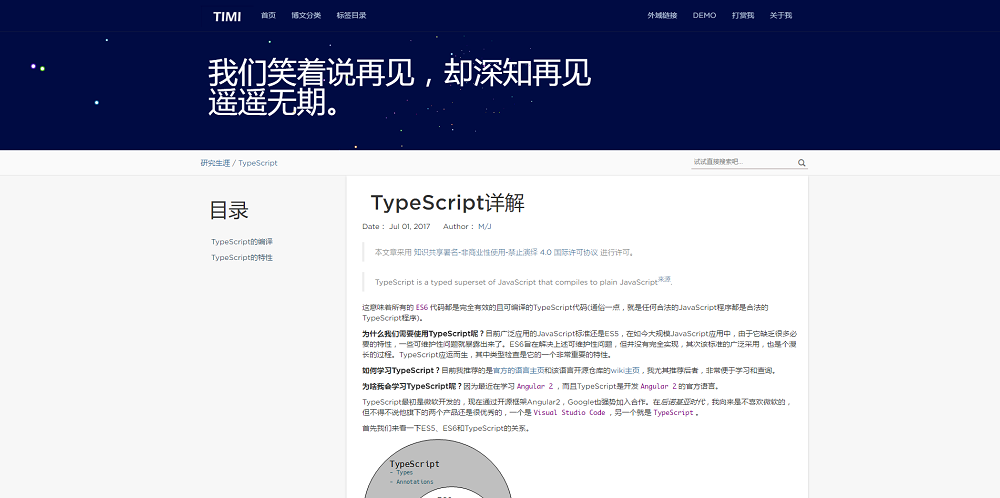 TIMI 首页 博文分类 标签目录 外域链接 DEMO 打赏我 关于我
我们笑着说再见，却深知再见
遥遥无期。
研究生涯 / TypeScript 试试直接搜索吧...
目录
TypeScript的编译
TypeScript的特性
TypeScript详解
Date： Jul 01, 2017 Author： M/J
本文章采用 知识共享署名-非商业性使用-禁止演绎 4.0 国际许可协议 进行许可。
TypeScript is a typed superset of JavaScript that compiles to plain JavaScript来源.
这意味着所有的 ES6 代码都是完全有效的且可编译的TypeScript代码(通俗一点，就是任何合法的JavaScript程序都是合法的
TypeScript程序)。
为什么我们需要使用TypeScript呢？目前广泛应用的JavaScript标准还是ES5，在如今大规模JavaScript应用中，由于它缺乏很多必
要的特性，一些可维护性问题就暴露出来了。ES6旨在解决上述可维护性问题，但并没有完全实现，其次该标准的广泛采用，也是个漫
长的过程。TypeScript应运而生，其中类型检查是它的一个非常重要的特性。
如何学习TypeScript？目前我推荐的是官方的语言主页和该语言开源仓库的wiki主页，我尤其推荐后者，非常便于学习和查询。
为啥我会学习TypeScript呢？因为最近在学习 Angular 2 ，而且TypeScript是开发 Angular 2 的官方语言。
TypeScript最初是微软开发的，现在通过开源框架Angular2，Google也强势加入合作。在后诺基亚时代，我向来是不喜欢微软的，
但不得不说他旗下的两个产品还是很优秀的，一个是 Visual Studio Code ，另一个就是 TypeScript 。
首先我们来看一下ES5、ES6和TypeScript的关系。
TypeScript
- Types
- Annotations